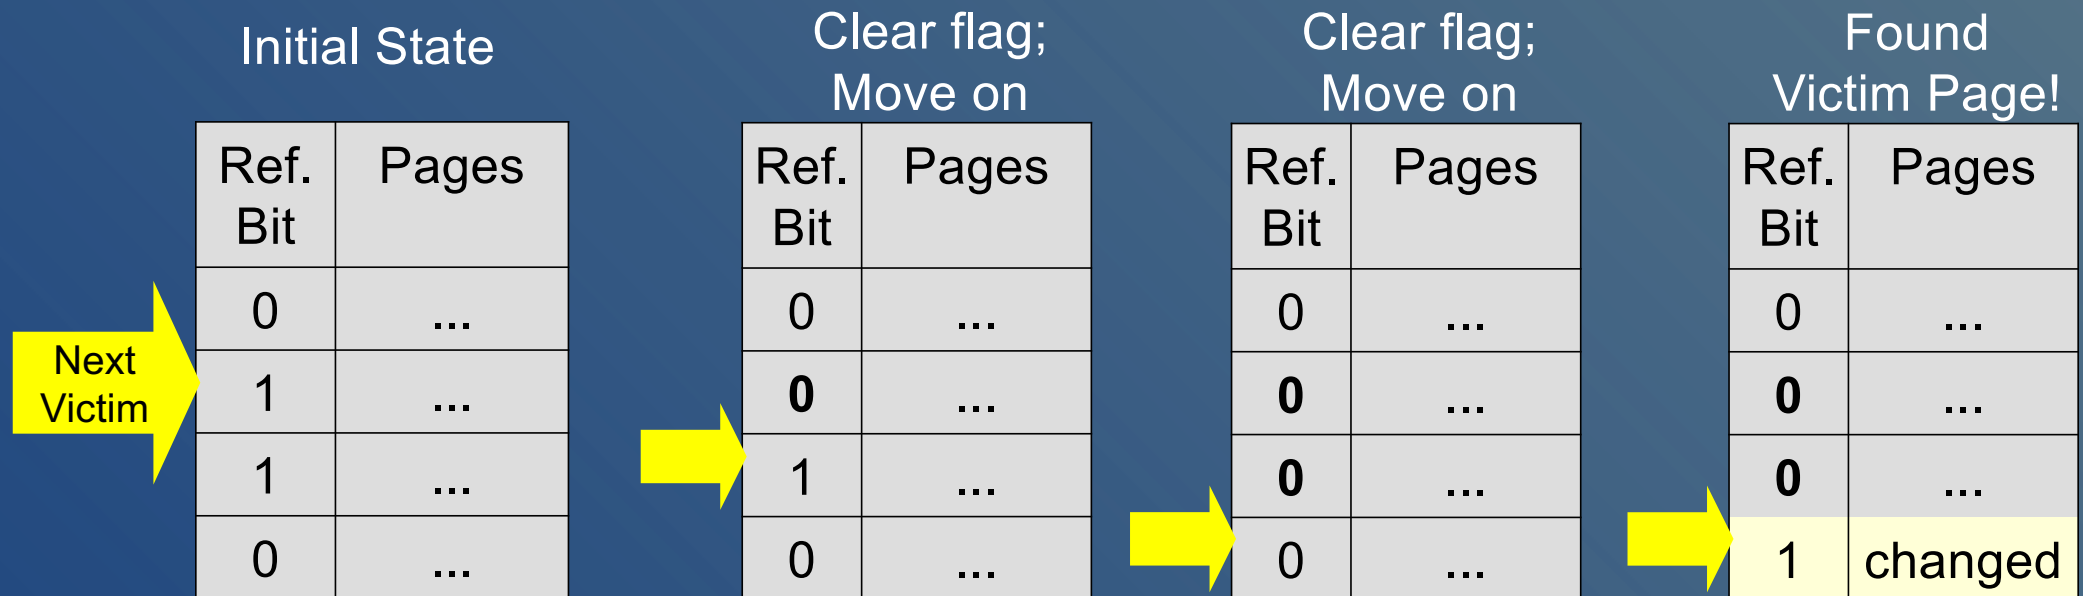 Initial State
Next
Victim
Ref. Pages
Bit
0 ...
1 ...
1 ...
0 ...
Clear flag;
Move on
Ref. Pages
Bit
0 ...
0 ...
1 ...
0 ...
Clear flag;
Move on
Ref. Pages
Bit
0 ...
0 ...
0 ...
0 ...
Found
Victim Page!
Ref. Pages
Bit
0 ...
0 ...
0 ...
1 changed